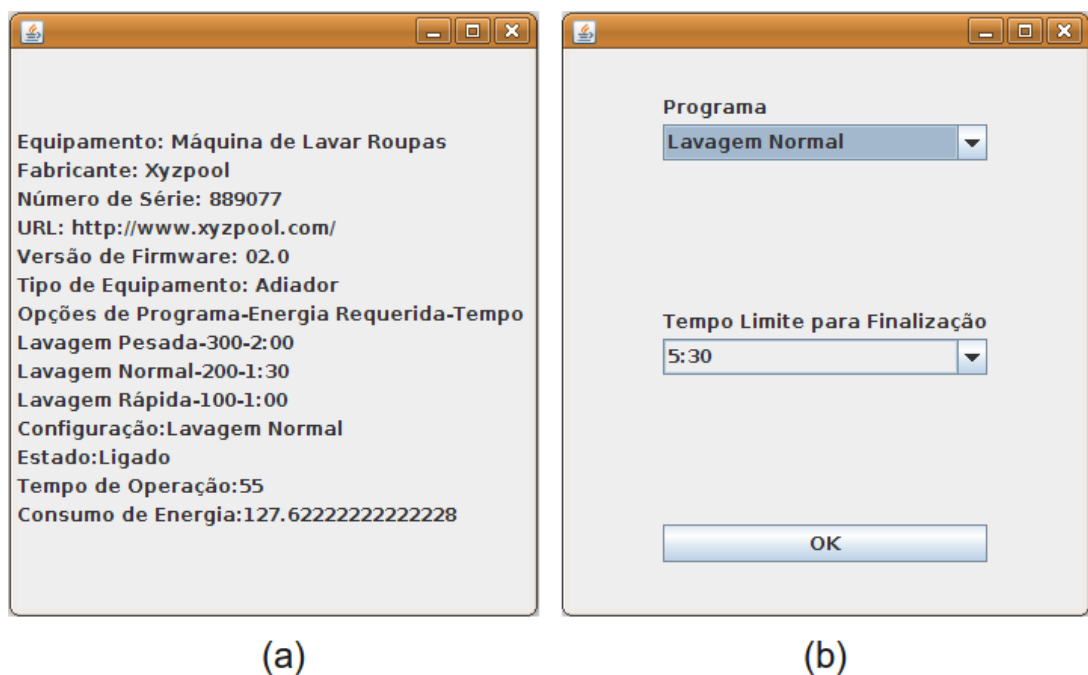 Equipamento: Máquina de Lavar Roupas
Fabricante: Xyzpool
Número de Série: 889077
URL: http://www.xyzpool.com/
Versão de Firmware: 02.0
Tipo de Equipamento: Adiador
Opções de Programa-Energia Requerida-Tempo
Lavagem Pesada-300-2:00
Lavagem Normal-200-1:30
Lavagem Rápida-100-1:00
Configuração:Lavagem Normal
Estado:Ligado
Tempo de Operação:55
Consumo de Energia:127.62222222222228
(a)
Programa
Lavagem Normal
Tempo Limite para Finalização
5:30
OK
(b)